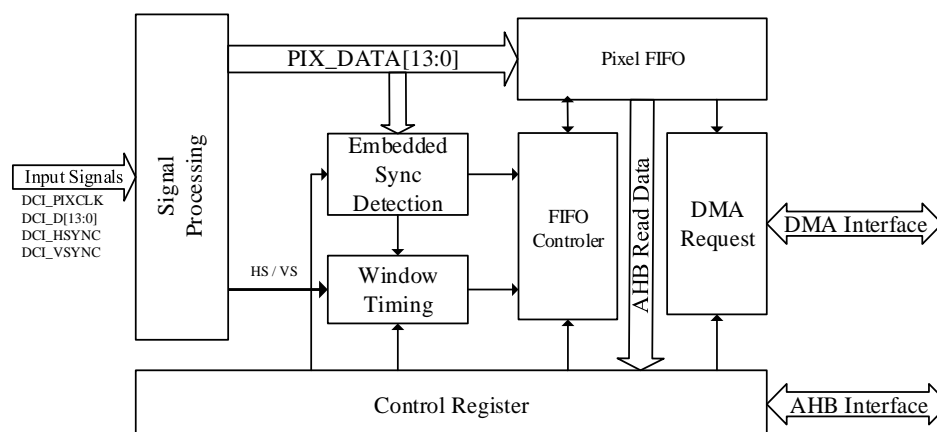 PIX_DATA[13:0]
Pixel FIFO
Signal
Processing
Input Signals
DCI_PIXCLK
DCI_D[13:0]
DCI_HSYNC
DCI_VSYNC
Embedded
Sync
Detection
HS / VS
Window
Timing
FIFO
Controler
AHB Read Data
DMA
Request
DMA Interface
Control Register
AHB Interface